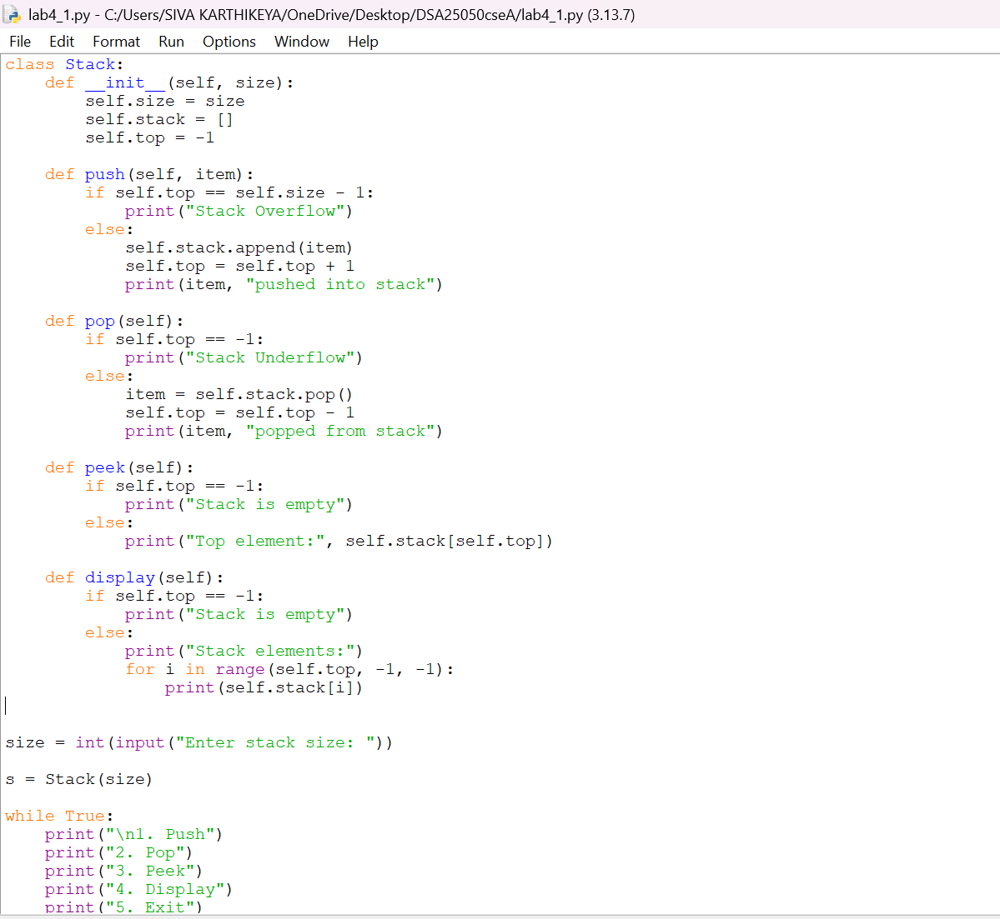 lab4_1.py - C:/Users/SIVA KARTHIKEYA/OneDrive/Desktop/DSA25050cseA/lab4_1.py (3.13.7)
File Edit Format Run Options Window Help
class Stack:
    def __init__(self, size):
        self.size = size
        self.stack = []
        self.top = -1

    def push(self, item):
        if self.top == self.size - 1:
            print("Stack Overflow")
        else:
            self.stack.append(item)
            self.top = self.top + 1
            print(item, "pushed into stack")

    def pop(self):
        if self.top == -1:
            print("Stack Underflow")
        else:
            item = self.stack.pop()
            self.top = self.top - 1
            print(item, "popped from stack")

    def peek(self):
        if self.top == -1:
            print("Stack is empty")
        else:
            print("Top element:", self.stack[self.top])

    def display(self):
        if self.top == -1:
            print("Stack is empty")
        else:
            print("Stack elements:")
            for i in range(self.top, -1, -1):
                print(self.stack[i])


size = int(input("Enter stack size: "))

s = Stack(size)

while True:
    print("\n1. Push")
    print("2. Pop")
    print("3. Peek")
    print("4. Display")
    print("5. Exit")